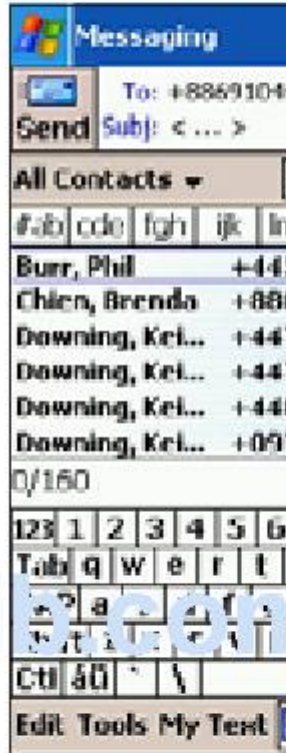 Messaging
To: +8869104
Send Subj: < ... >
All Contacts
#ab cde fgh ijk
Burr, Phil +44
Chien, Brenda +88
Downing, Kei... +44
Downing, Kei... +44
Downing, Kei... +44
Downing, Kei... +09
0/160
123 1 2 3 4 5 6
Tab q w e r t
a
b.com
Ctl áü ` \
Edit Tools My Text